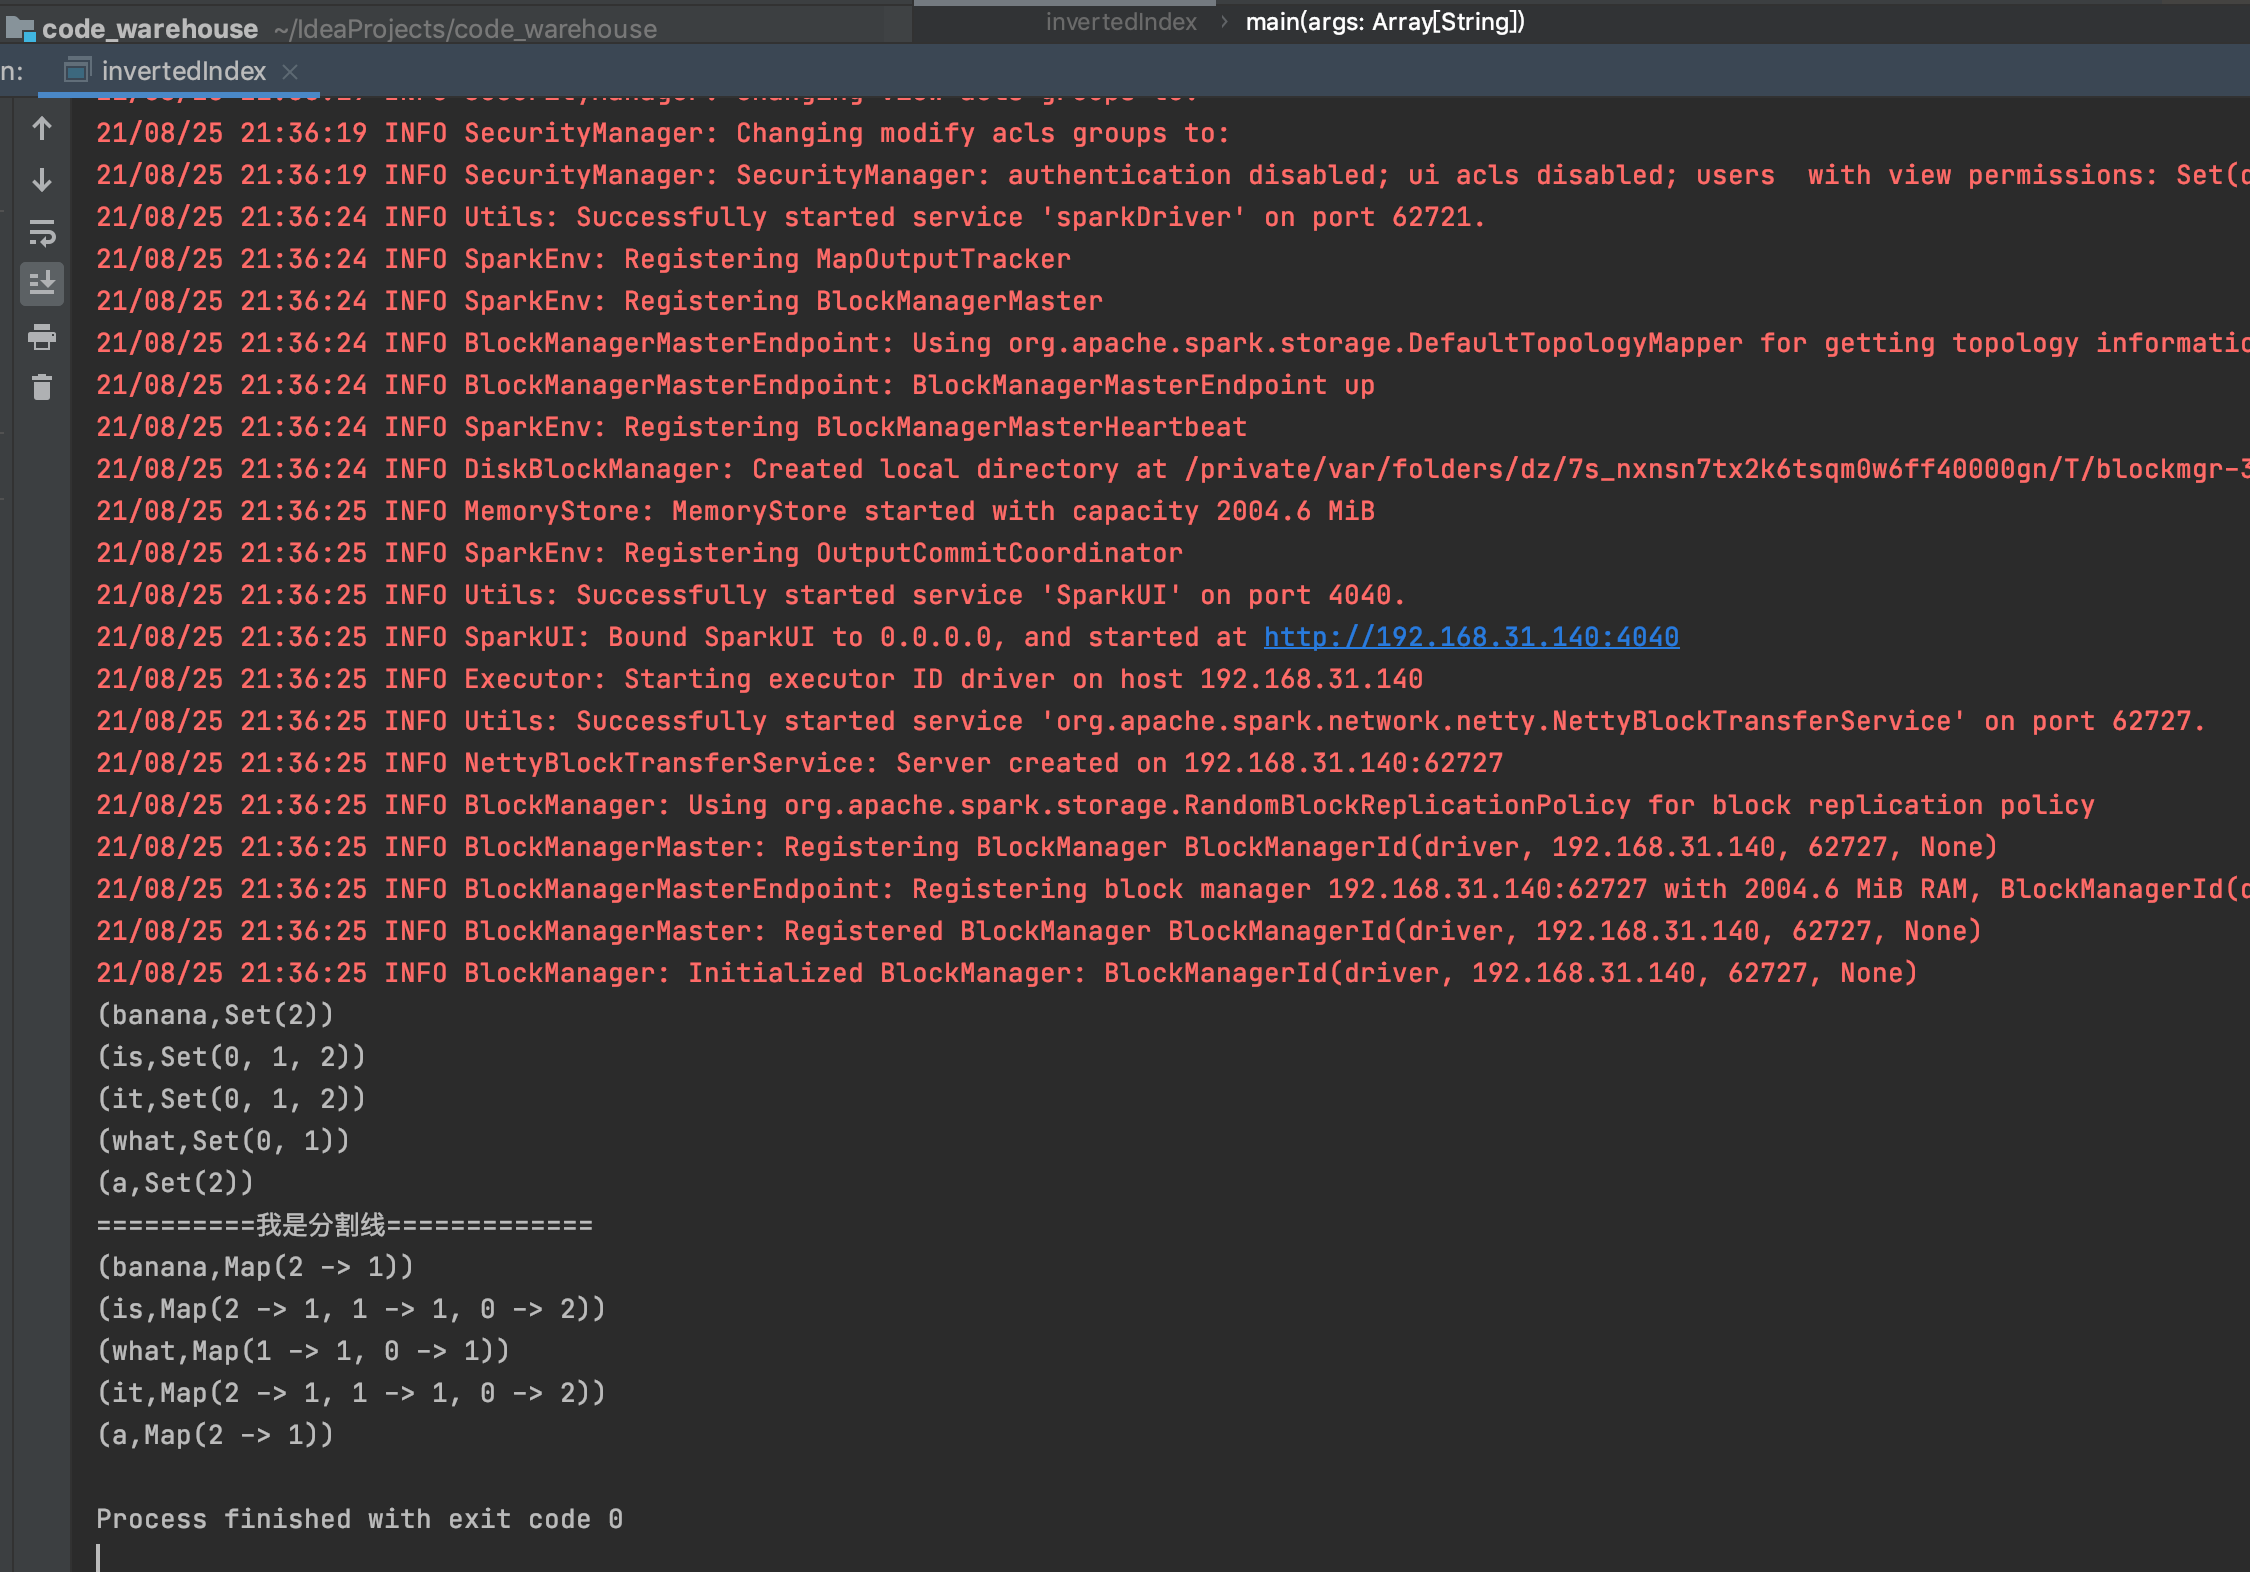 code_warehouse ~/IdeaProjects/code_warehouse
invertedIndex › main(args: Array[String])
n: invertedIndex
21/08/25 21:36:19 INFO SecurityManager: Changing view acls groups to:
21/08/25 21:36:19 INFO SecurityManager: Changing modify acls groups to:
21/08/25 21:36:19 INFO SecurityManager: SecurityManager: authentication disabled; ui acls disabled; users  with view permissions: Set(
21/08/25 21:36:24 INFO Utils: Successfully started service 'sparkDriver' on port 62721.
21/08/25 21:36:24 INFO SparkEnv: Registering MapOutputTracker
21/08/25 21:36:24 INFO SparkEnv: Registering BlockManagerMaster
21/08/25 21:36:24 INFO BlockManagerMasterEndpoint: Using org.apache.spark.storage.DefaultTopologyMapper for getting topology informatio
21/08/25 21:36:24 INFO BlockManagerMasterEndpoint: BlockManagerMasterEndpoint up
21/08/25 21:36:24 INFO SparkEnv: Registering BlockManagerMasterHeartbeat
21/08/25 21:36:24 INFO DiskBlockManager: Created local directory at /private/var/folders/dz/7s_nxnsn7tx2k6tsqm0w6ff40000gn/T/blockmgr-3
21/08/25 21:36:25 INFO MemoryStore: MemoryStore started with capacity 2004.6 MiB
21/08/25 21:36:25 INFO SparkEnv: Registering OutputCommitCoordinator
21/08/25 21:36:25 INFO Utils: Successfully started service 'SparkUI' on port 4040.
21/08/25 21:36:25 INFO SparkUI: Bound SparkUI to 0.0.0.0, and started at http://192.168.31.140:4040
21/08/25 21:36:25 INFO Executor: Starting executor ID driver on host 192.168.31.140
21/08/25 21:36:25 INFO Utils: Successfully started service 'org.apache.spark.network.netty.NettyBlockTransferService' on port 62727.
21/08/25 21:36:25 INFO NettyBlockTransferService: Server created on 192.168.31.140:62727
21/08/25 21:36:25 INFO BlockManager: Using org.apache.spark.storage.RandomBlockReplicationPolicy for block replication policy
21/08/25 21:36:25 INFO BlockManagerMaster: Registering BlockManager BlockManagerId(driver, 192.168.31.140, 62727, None)
21/08/25 21:36:25 INFO BlockManagerMasterEndpoint: Registering block manager 192.168.31.140:62727 with 2004.6 MiB RAM, BlockManagerId(
21/08/25 21:36:25 INFO BlockManagerMaster: Registered BlockManager BlockManagerId(driver, 192.168.31.140, 62727, None)
21/08/25 21:36:25 INFO BlockManager: Initialized BlockManager: BlockManagerId(driver, 192.168.31.140, 62727, None)
(banana,Set(2))
(is,Set(0, 1, 2))
(it,Set(0, 1, 2))
(what,Set(0, 1))
(a,Set(2))
==========我是分割线=============
(banana,Map(2 -> 1))
(is,Map(2 -> 1, 1 -> 1, 0 -> 2))
(what,Map(1 -> 1, 0 -> 1))
(it,Map(2 -> 1, 1 -> 1, 0 -> 2))
(a,Map(2 -> 1))
Process finished with exit code 0